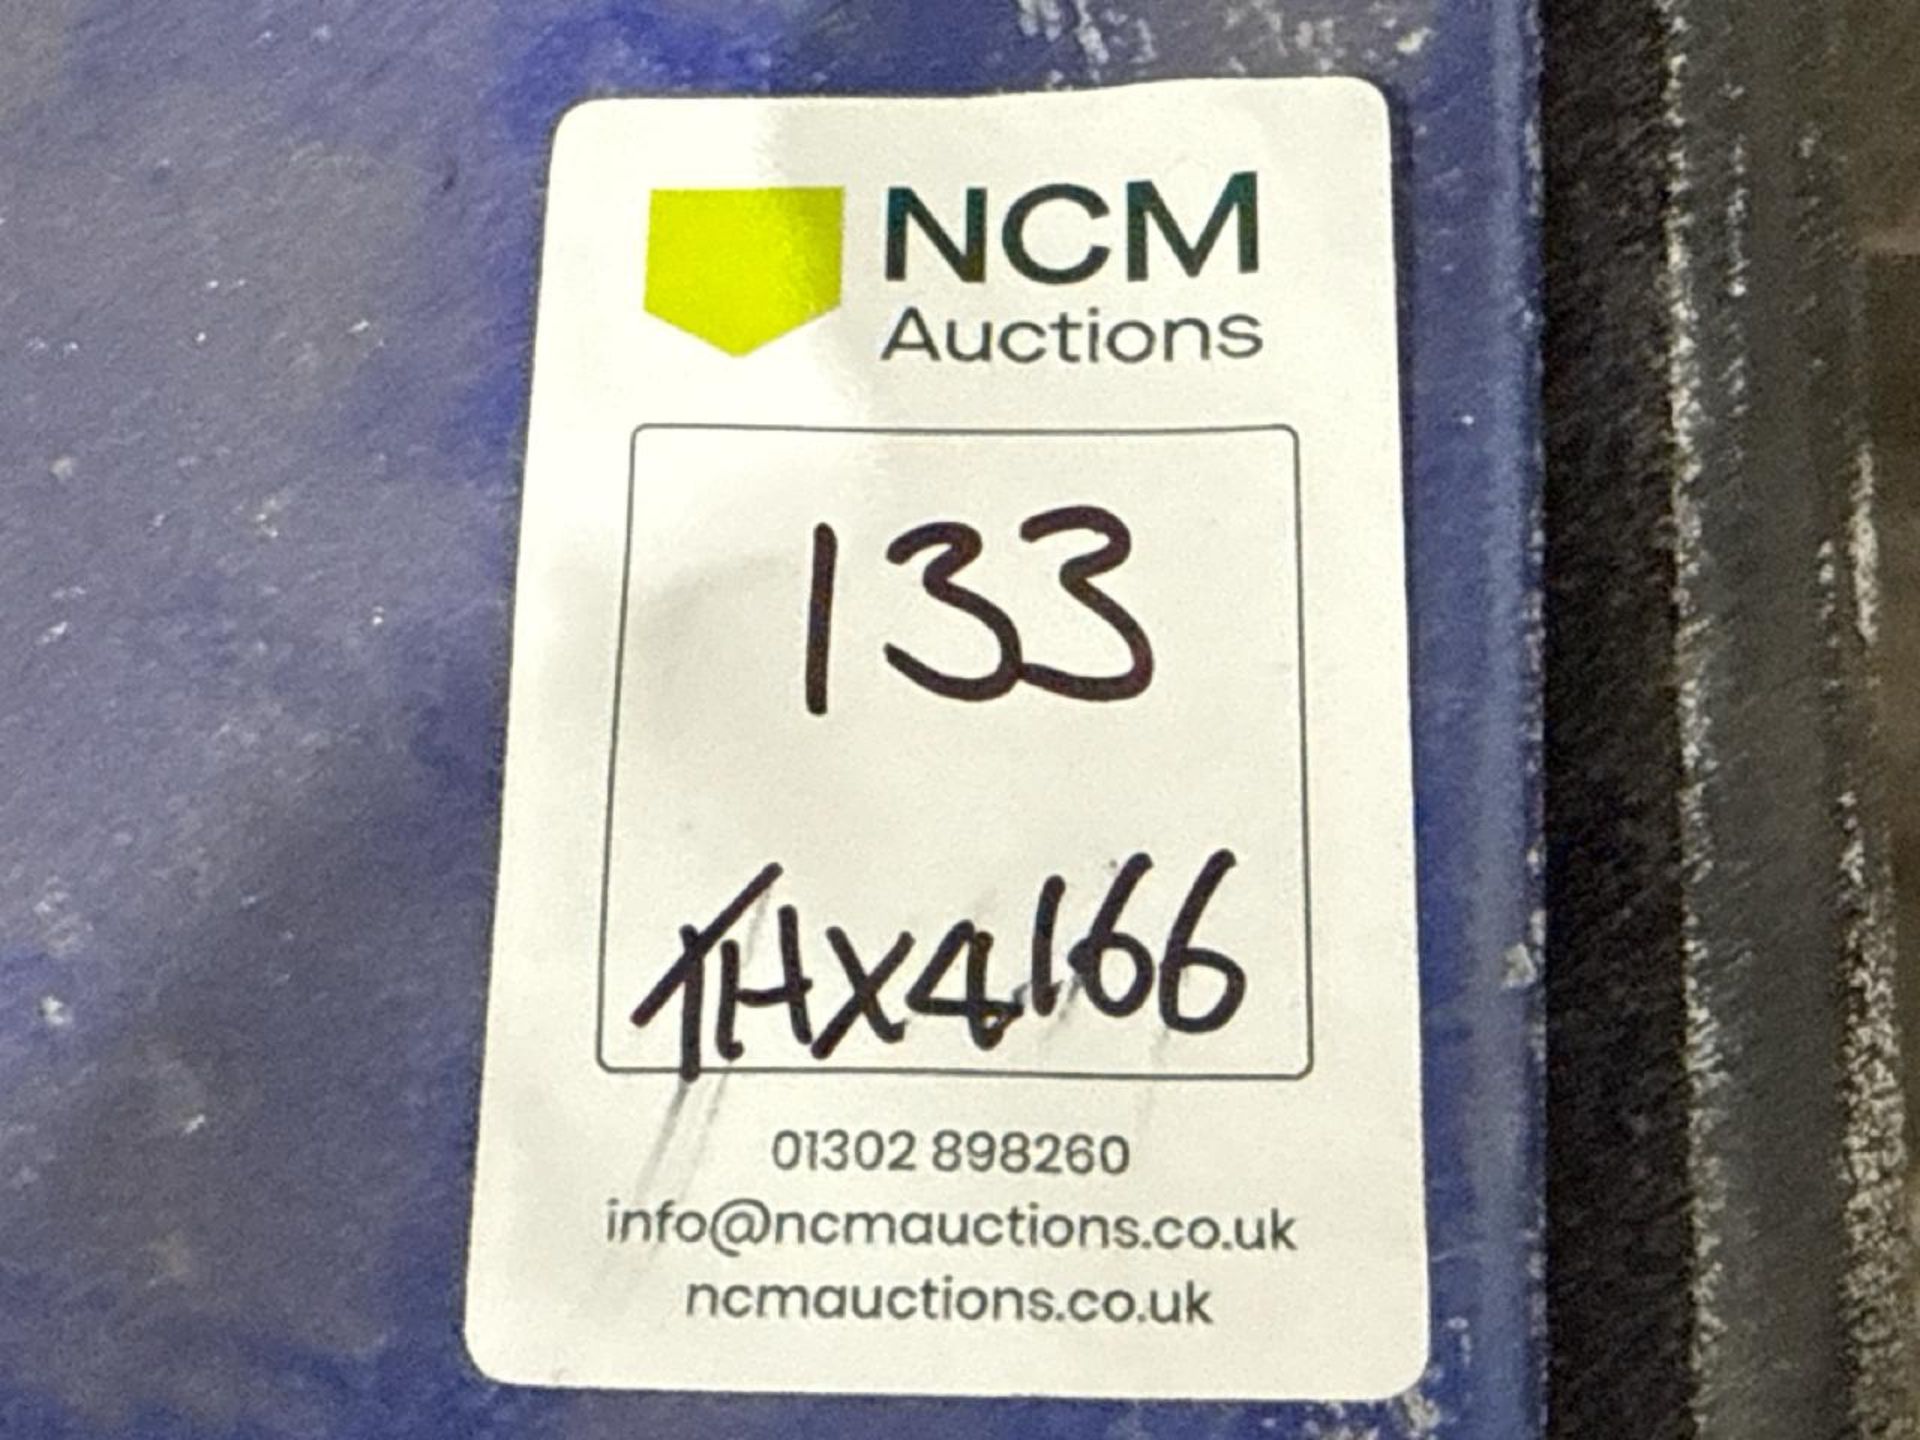 NCM
Auctions
133
THX4166
01302 898260
info@ncmauctions.co.uk
ncmauctions.co.uk